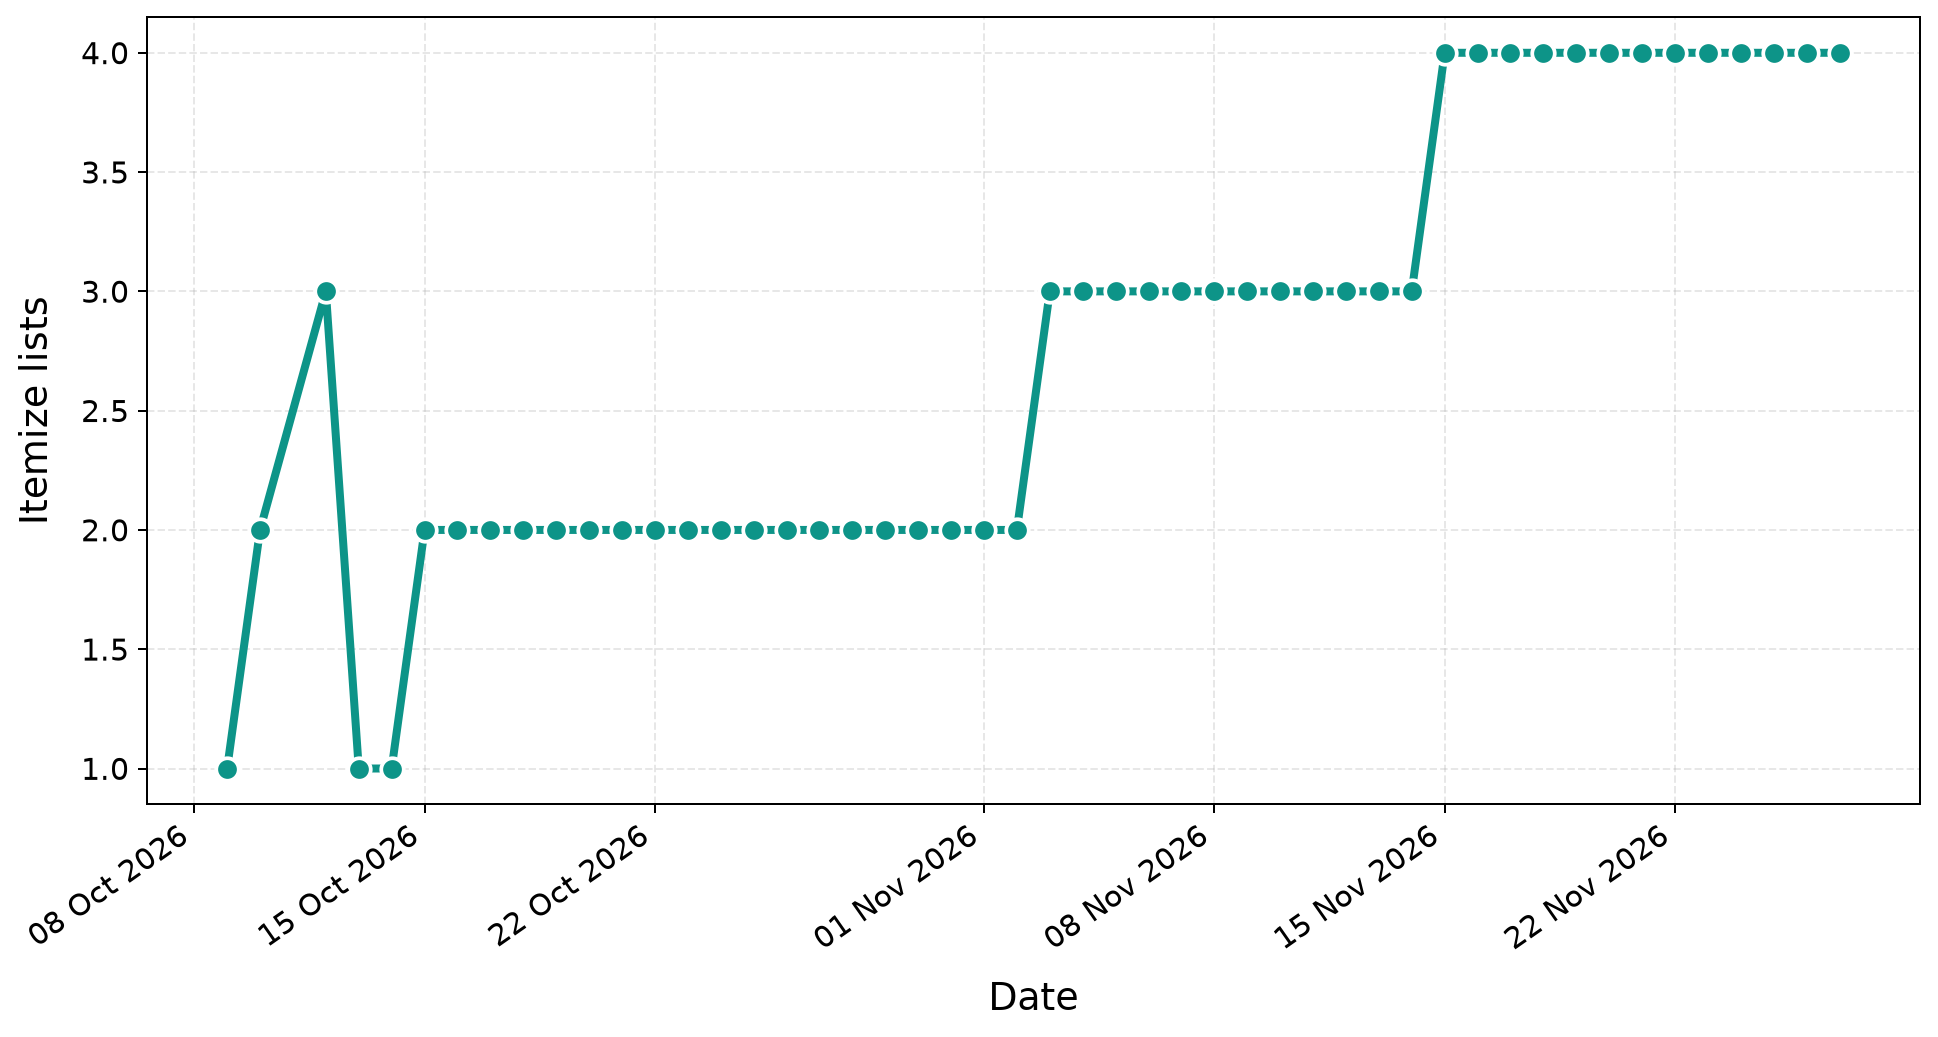 4.0
3.5
3.0
2.5
2.0
1.5
1.0
Itemize lists
08 Oct 2026
15 Oct 2026
22 Oct 2026
01 Nov 2026
08 Nov 2026
15 Nov 2026
22 Nov 2026
Date